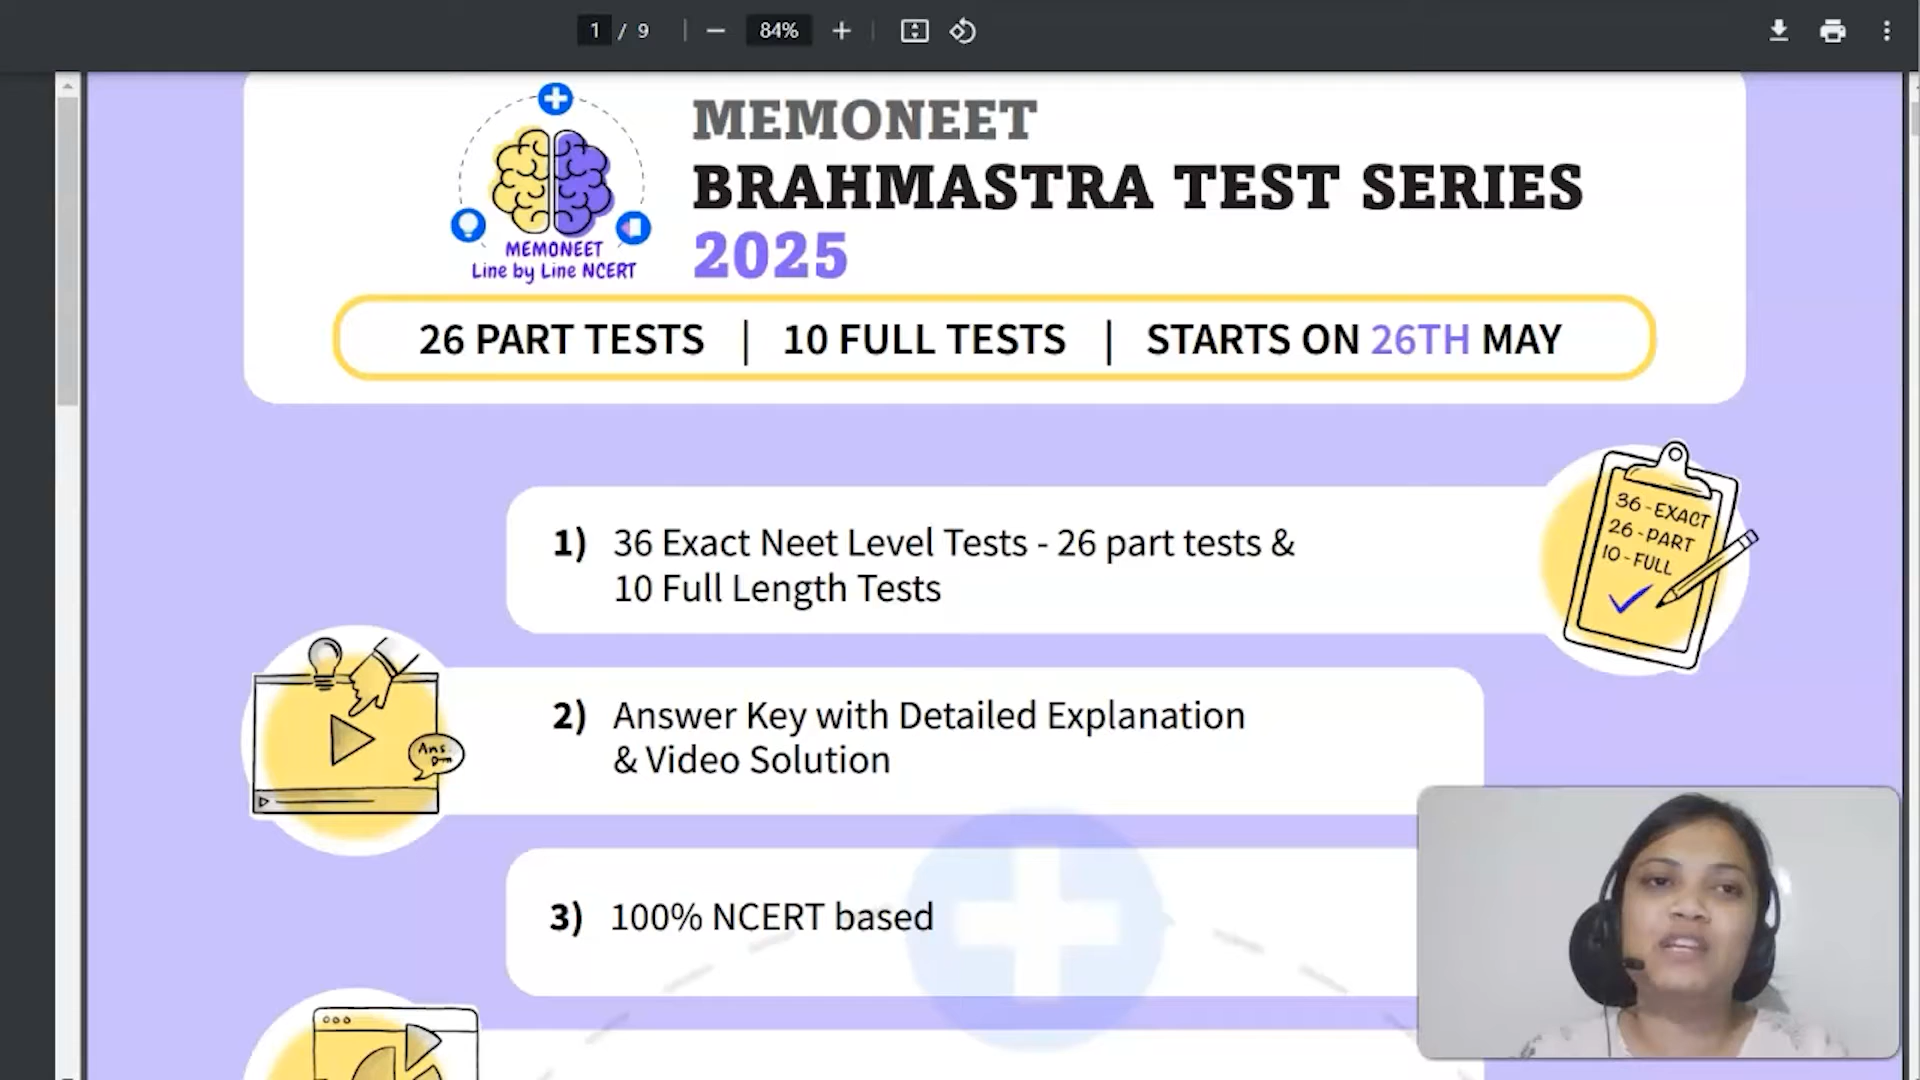 1 / 9
84%
MEMONEET
BRAHMASTRA TEST SERIES
2025
MEMONEET
Line by Line NCERT
26 PART TESTS | 10 FULL TESTS | STARTS ON 26TH MAY
36 - EXACT
26 - PART
10 - FULL
1) 36 Exact Neet Level Tests - 26 part tests &
10 Full Length Tests
2) Answer Key with Detailed Explanation
& Video Solution
Ans
3) 100% NCERT based